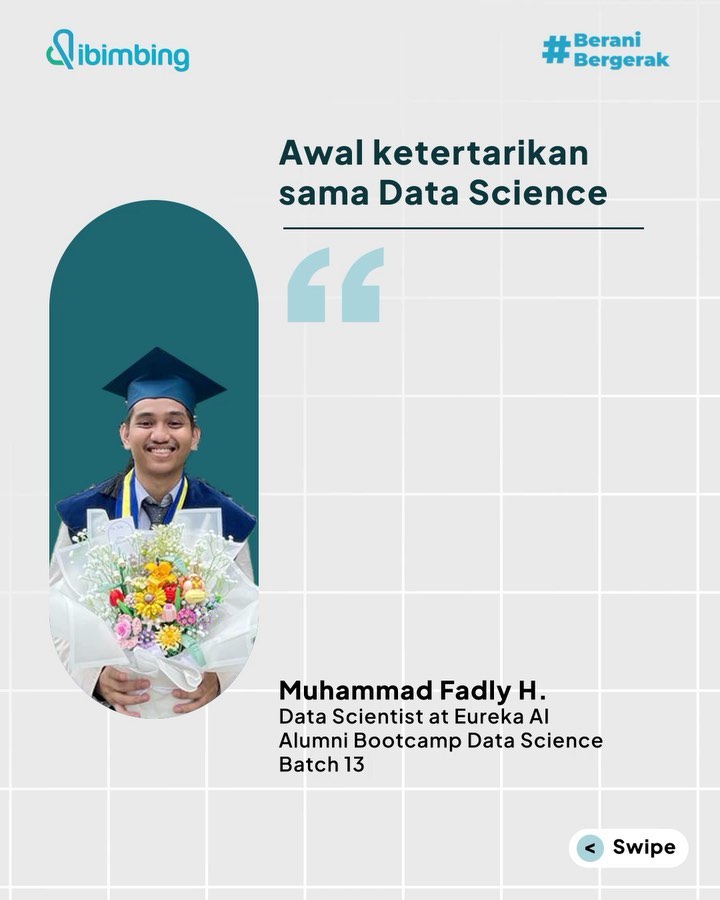 dibimbing
#Berani
Bergerak
Awal ketertarikan
sama Data Science
“
Muhammad Fadly H.
Data Scientist at Eureka AI
Alumni Bootcamp Data Science
Batch 13
< Swipe